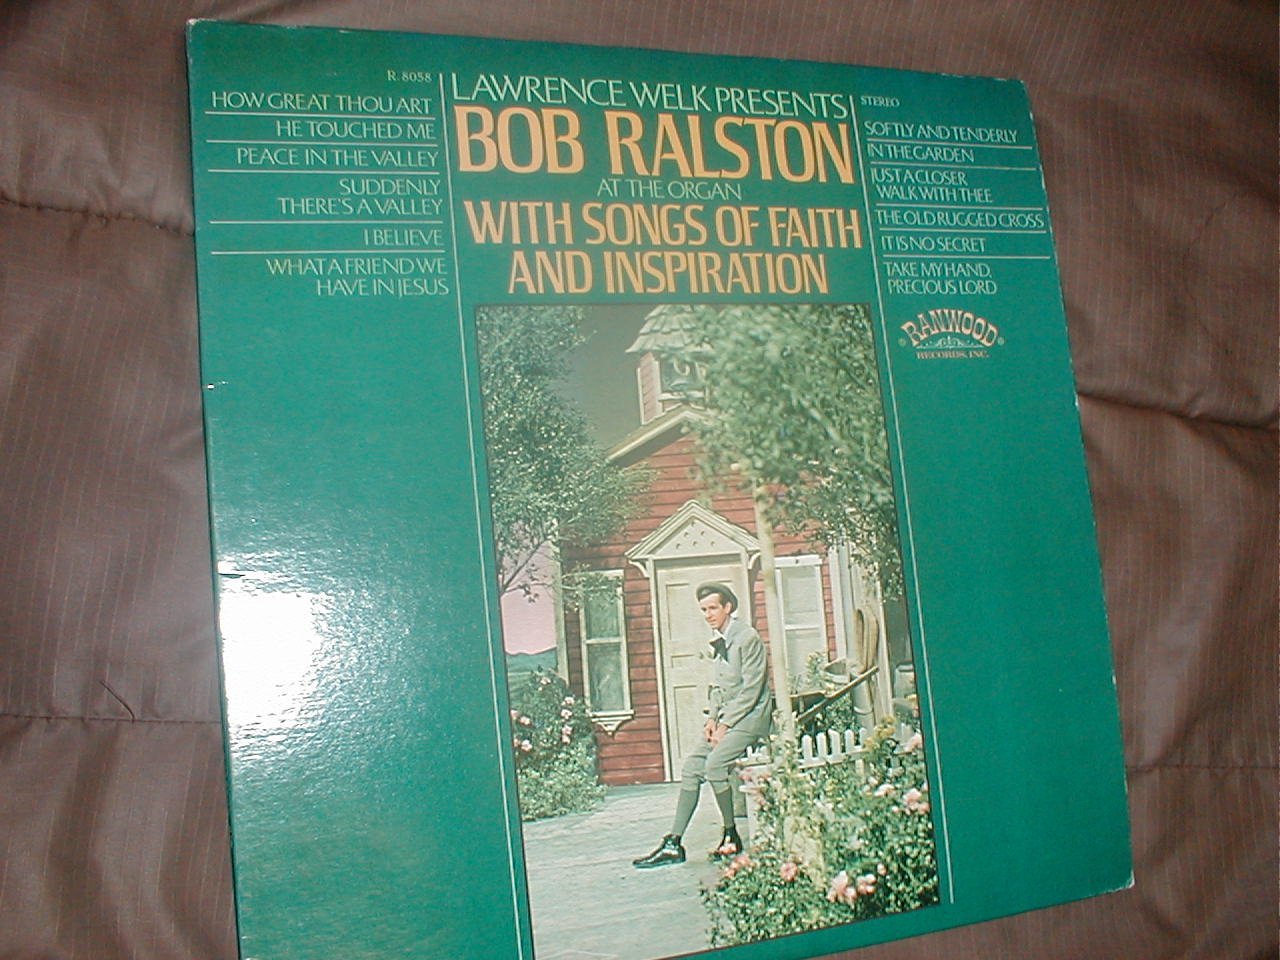 R. 8058
HOW GREAT THOU ART
HE TOUCHED ME
PEACE IN THE VALLEY
SUDDENLY
THERE'S A VALLEY
I BELIEVE
WHAT A FRIEND WE
HAVE IN JESUS
LAWRENCE WELK PRESENTS
BOB RALSTON
AT THE ORGAN
WITH SONGS OF FAITH
AND INSPIRATION
STEREO
SOFTLY AND TENDERLY
IN THE GARDEN
JUST A CLOSER
WALK WITH THEE
THE OLD RUGGED CROSS
IT IS NO SECRET
TAKE MY HAND,
PRECIOUS LORD
RANWOOD
RECORDS, INC.